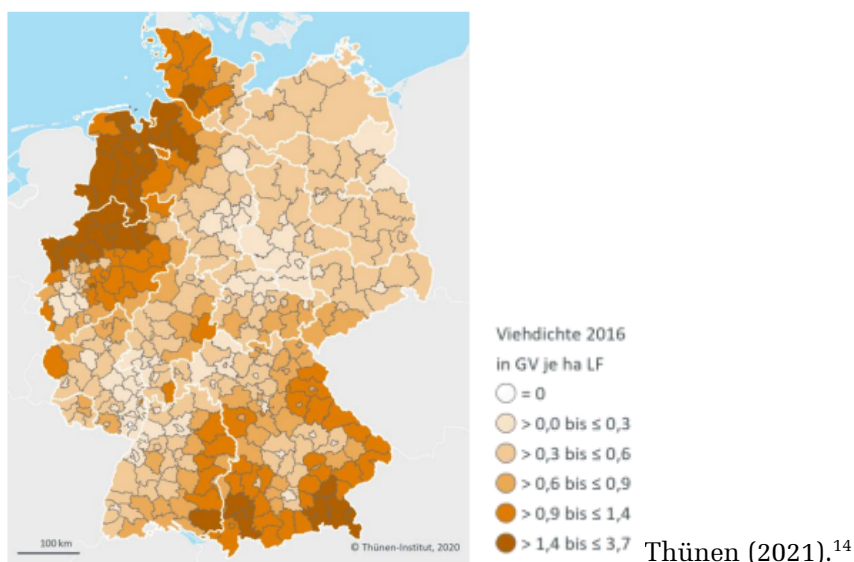 Viehdichte 2016
in GV je ha LF
= 0
> 0,0 bis ≤ 0,3
> 0,3 bis ≤ 0,6
> 0,6 bis ≤ 0,9
> 0,9 bis ≤ 1,4
> 1,4 bis ≤ 3,7
Thünen (2021).¹⁴
100 km
© Thünen-Institut, 2020